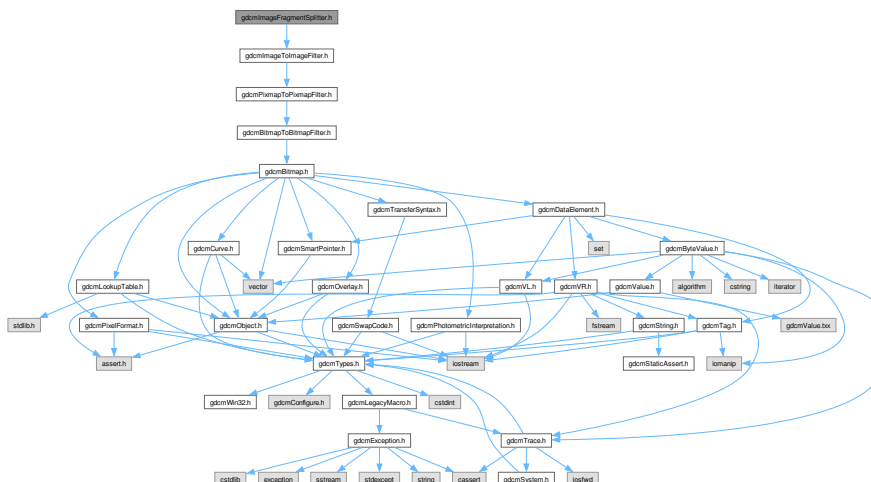 gdcmImageFragmentSplitter.h
gdcmImageToImageFilter.h
gdcmPixmapToPixmapFilter.h
gdcmBitmapToBitmapFilter.h
gdcmBitmap.h
gdcmTransferSyntax.h
gdcmDataElement.h
gdcmCurve.h
gdcmSmartPointer.h
set
gdcmByteValue.h
gdcmLookupTable.h
vector
gdcmOverlay.h
gdcmVL.h
gdcmVR.h
gdcmValue.h
algorithm
cstring
iterator
stdlib.h
gdcmPixelFormat.h
gdcmObject.h
gdcmSwapCode.h
gdcmPhotometricInterpretation.h
fstream
gdcmString.h
gdcmTag.h
gdcmValue.txx
assert.h
gdcmTypes.h
iostream
gdcmStaticAssert.h
iomanip
gdcmWin32.h
gdcmConfigure.h
gdcmLegacyMacro.h
cstdint
gdcmException.h
gdcmTrace.h
cstdlib
exception
sstream
stdexcept
string
cassert
gdcmSystem.h
iosfwd